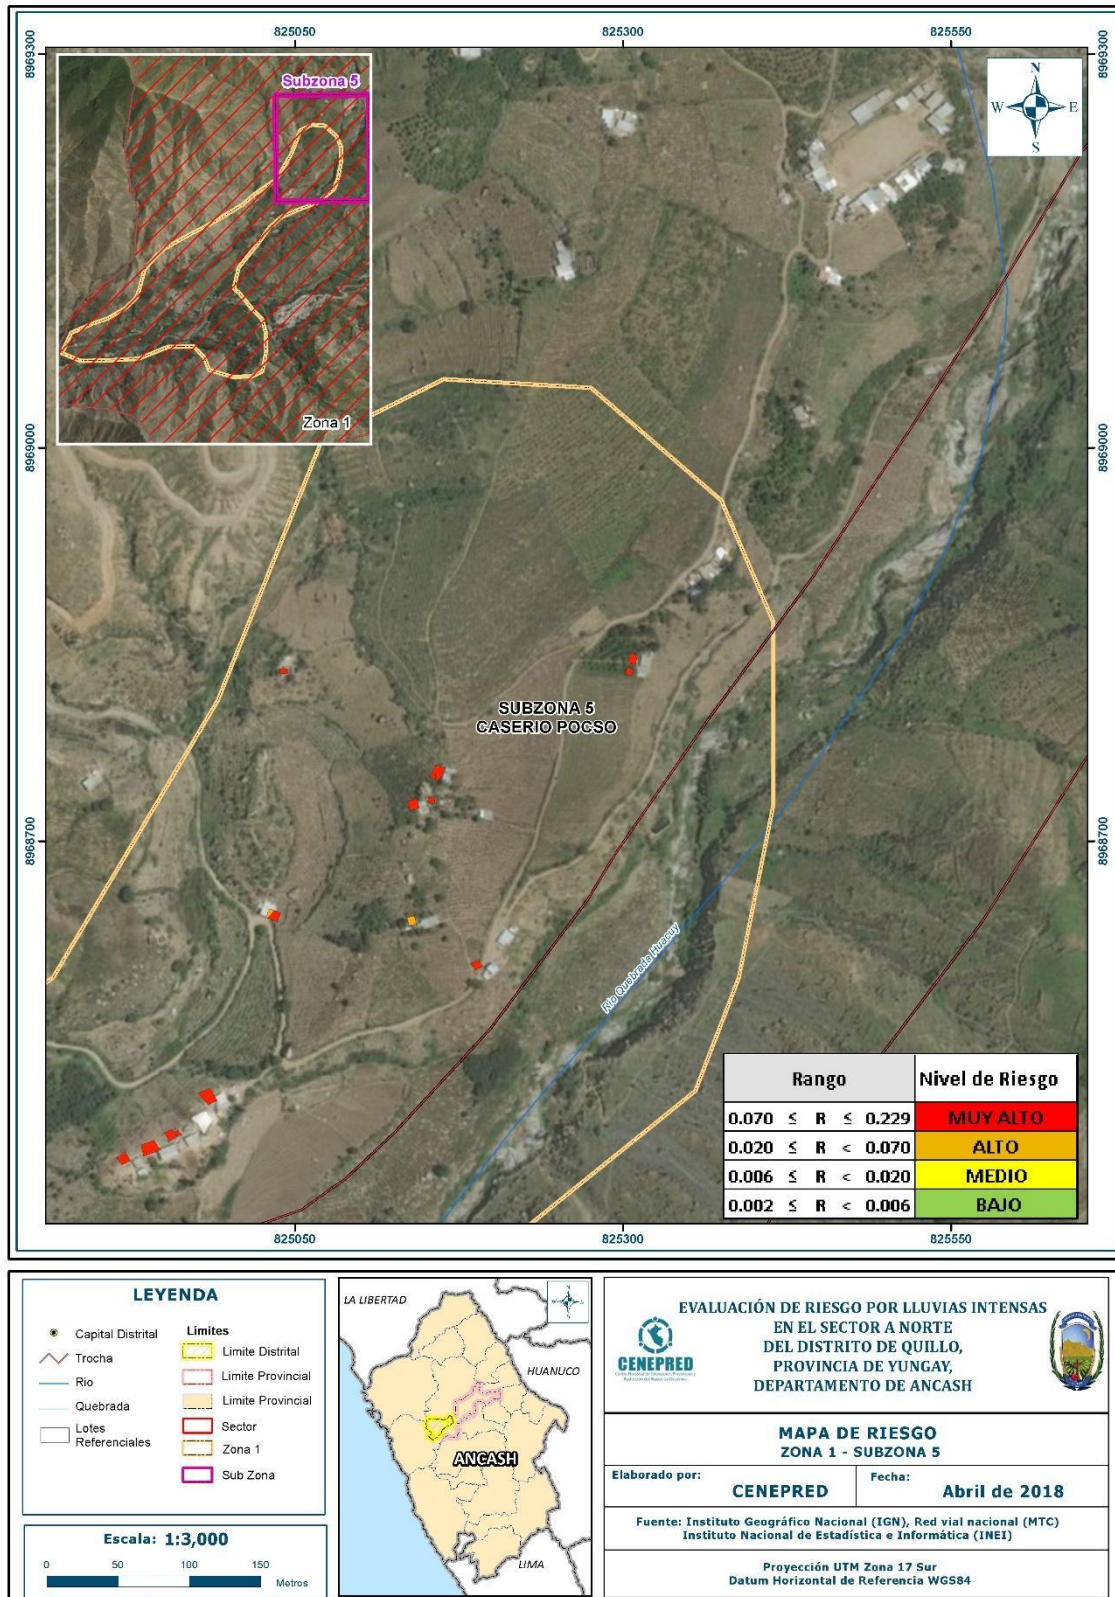 825050
825300
825550
8969300
8969300
Subzona 5
Zona 1
N
W
E
S
8969000
8969000
SUBZONA 5
CASERIO POCSO
8968700
8968700
Río Quebrada Huacuy
Rango
Nivel de Riesgo
0.070 ≤ R ≤ 0.229
MUY ALTO
0.020 ≤ R < 0.070
ALTO
0.006 ≤ R < 0.020
MEDIO
0.002 ≤ R < 0.006
BAJO
825050
825300
825550
LEYENDA
Capital Distrital
Trocha
Rio
Quebrada
Lotes
Referenciales
Limites
Limite Distrital
Limite Provincial
Limite Provincial
Sector
Zona 1
Sub Zona
Escala: 1:3,000
0
50
100
150
Metros
LA LIBERTAD
HUANUCO
ANCASH
LIMA
CENEPRED
EVALUACIÓN DE RIESGO POR LLUVIAS INTENSAS
EN EL SECTOR A NORTE
DEL DISTRITO DE QUILLO,
PROVINCIA DE YUNGAY,
DEPARTAMENTO DE ANCASH
MAPA DE RIESGO
ZONA 1 - SUBZONA 5
Elaborado por:
CENEPRED
Fecha:
Abril de 2018
Fuente: Instituto Geográfico Nacional (IGN), Red vial nacional (MTC)
Instituto Nacional de Estadística e Informática (INEI)
Proyección UTM Zona 17 Sur
Datum Horizontal de Referencia WGS84